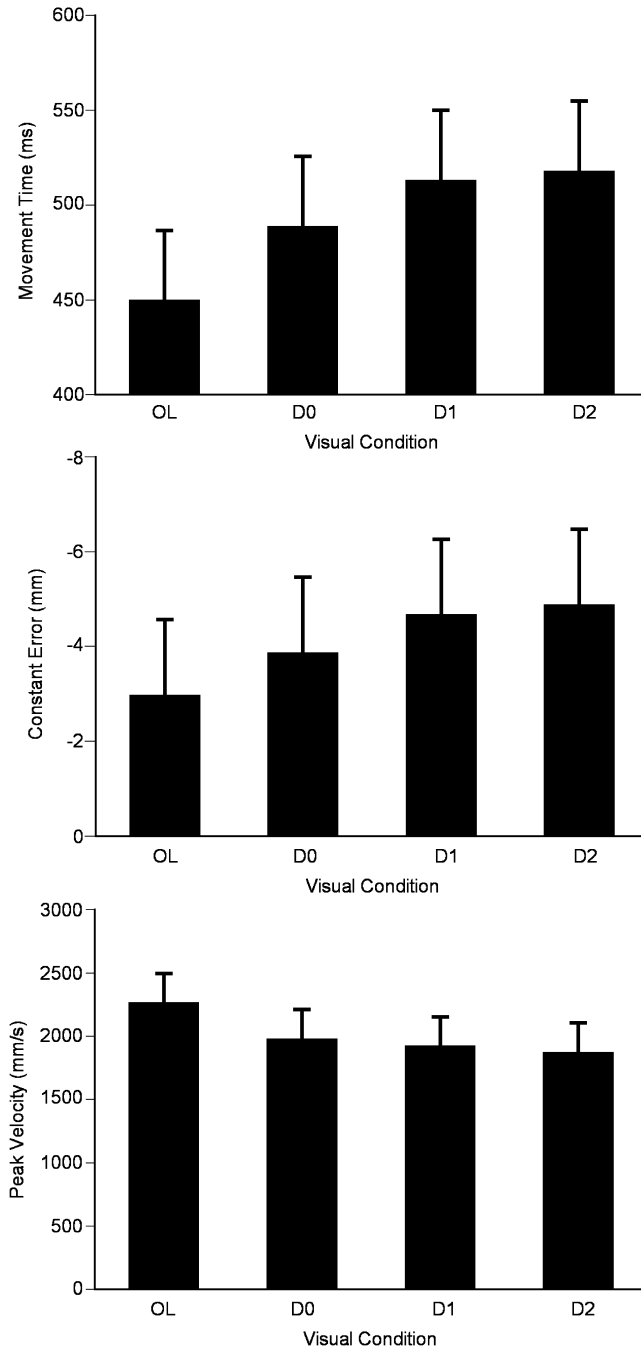 600
550
500
450
400
Movement Time (ms)
OL D0 D1 D2
Visual Condition
-8
-6
-4
-2
0
Constant Error (mm)
OL D0 D1 D2
Visual Condition
3000
2500
2000
1500
1000
500
0
Peak Velocity (mm/s)
OL D0 D1 D2
Visual Condition